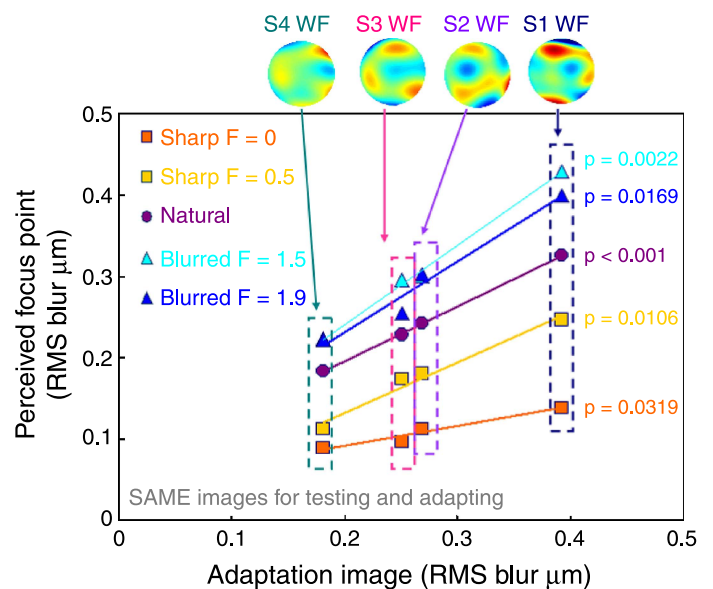 S4 WF
S3 WF
S2 WF
S1 WF
0.5
0.4
0.3
0.2
0.1
0
Perceived focus point
(RMS blur μm)
Sharp F = 0
Sharp F = 0.5
Natural
Blurred F = 1.5
Blurred F = 1.9
p = 0.0022
p = 0.0169
p < 0.001
p = 0.0106
p = 0.0319
SAME images for testing and adapting
0 0.1 0.2 0.3 0.4 0.5
Adaptation image (RMS blur μm)